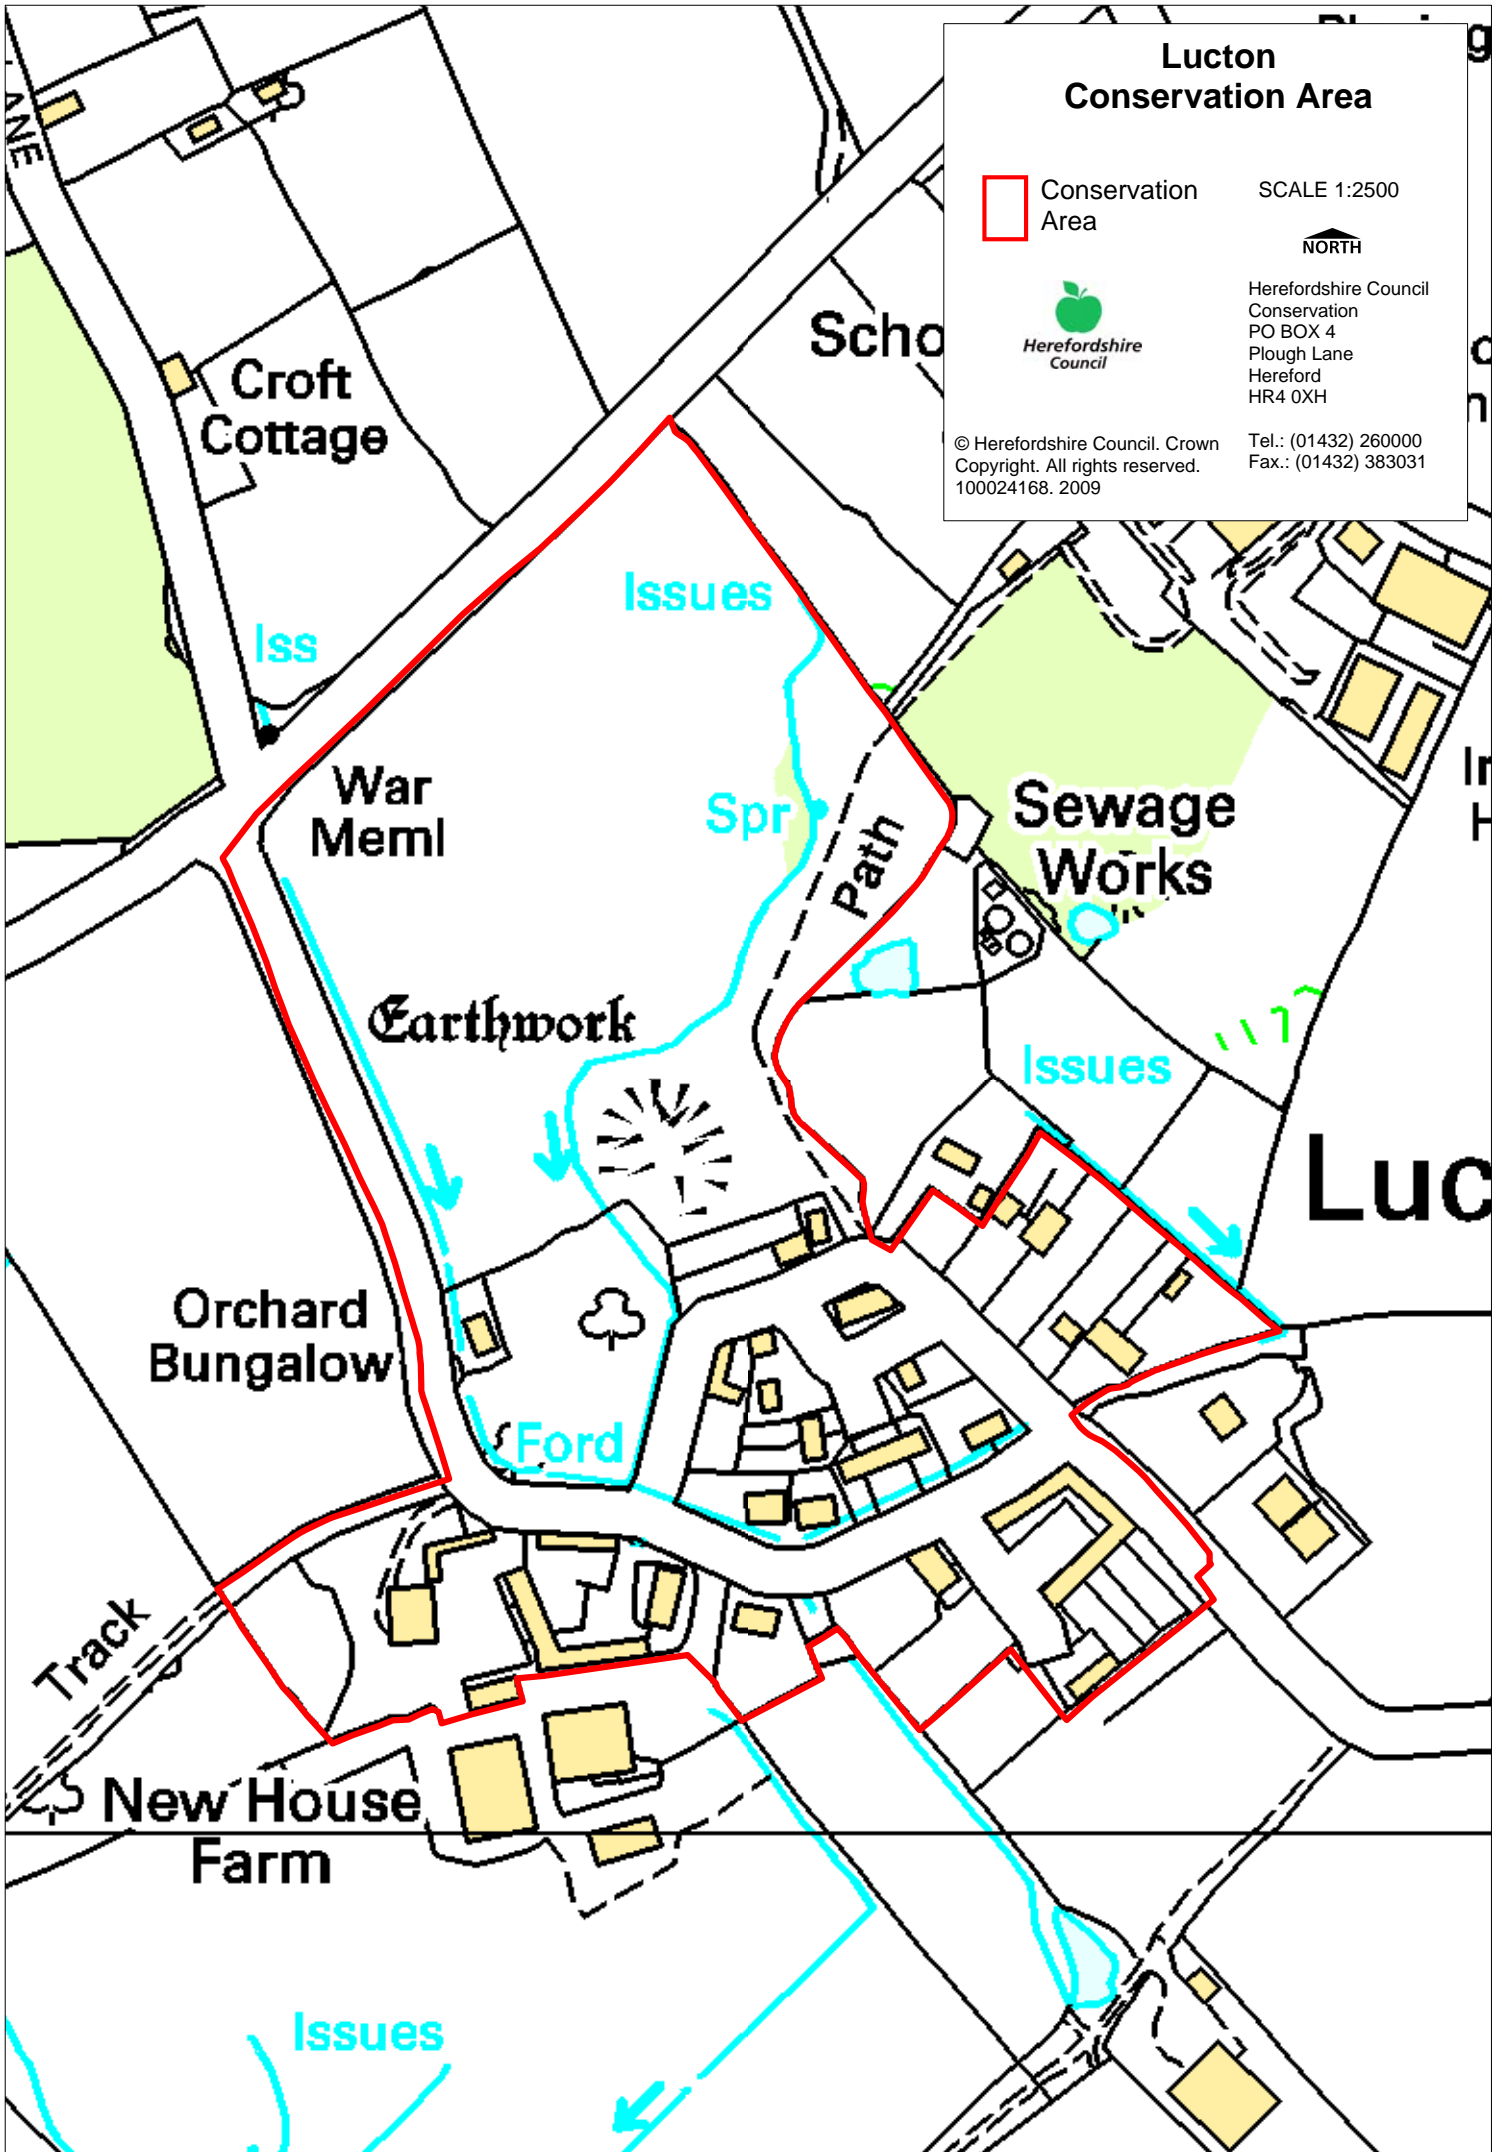 Lucton
Conservation Area
Conservation
Area
SCALE 1:2500
NORTH
Herefordshire
Council
Herefordshire Council
Conservation
PO BOX 4
Plough Lane
Hereford
HR4 0XH
© Herefordshire Council. Crown
Copyright. All rights reserved.
100024168. 2009
Tel.: (01432) 260000
Fax.: (01432) 383031
ANE
Scho
Croft
Cottage
Issues
Iss
War
Meml
Spr
Path
Sewage
Works
Earthwork
Issues
Luc
Orchard
Bungalow
Ford
Track
New House
Farm
Issues